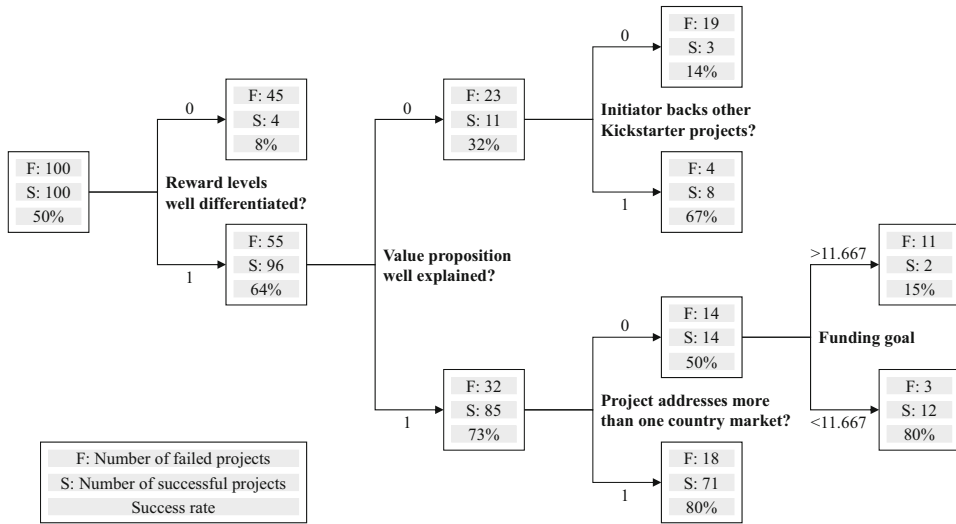 F: 100
S: 100
50%
0
1
Reward levels
well differentiated?
F: 45
S: 4
8%
F: 55
S: 96
64%
0
1
Value proposition
well explained?
F: 23
S: 11
32%
F: 32
S: 85
73%
0
1
Initiator backs other
Kickstarter projects?
F: 19
S: 3
14%
F: 4
S: 8
67%
0
1
Project addresses more
than one country market?
F: 14
S: 14
50%
F: 18
S: 71
80%
>11.667
<11.667
Funding goal
F: 11
S: 2
15%
F: 3
S: 12
80%
F: Number of failed projects
S: Number of successful projects
Success rate